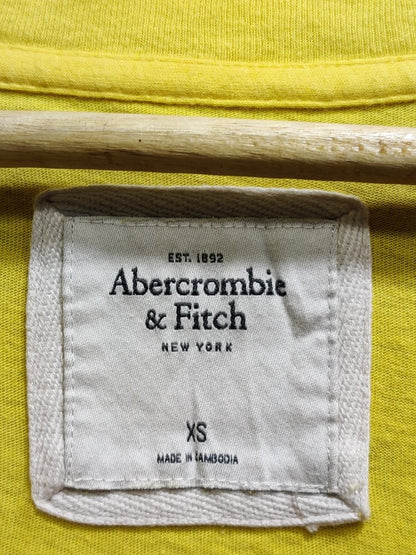 EST. 1892
Abercrombie
& Fitch
NEW YORK
XS
MADE IN CAMBODIA